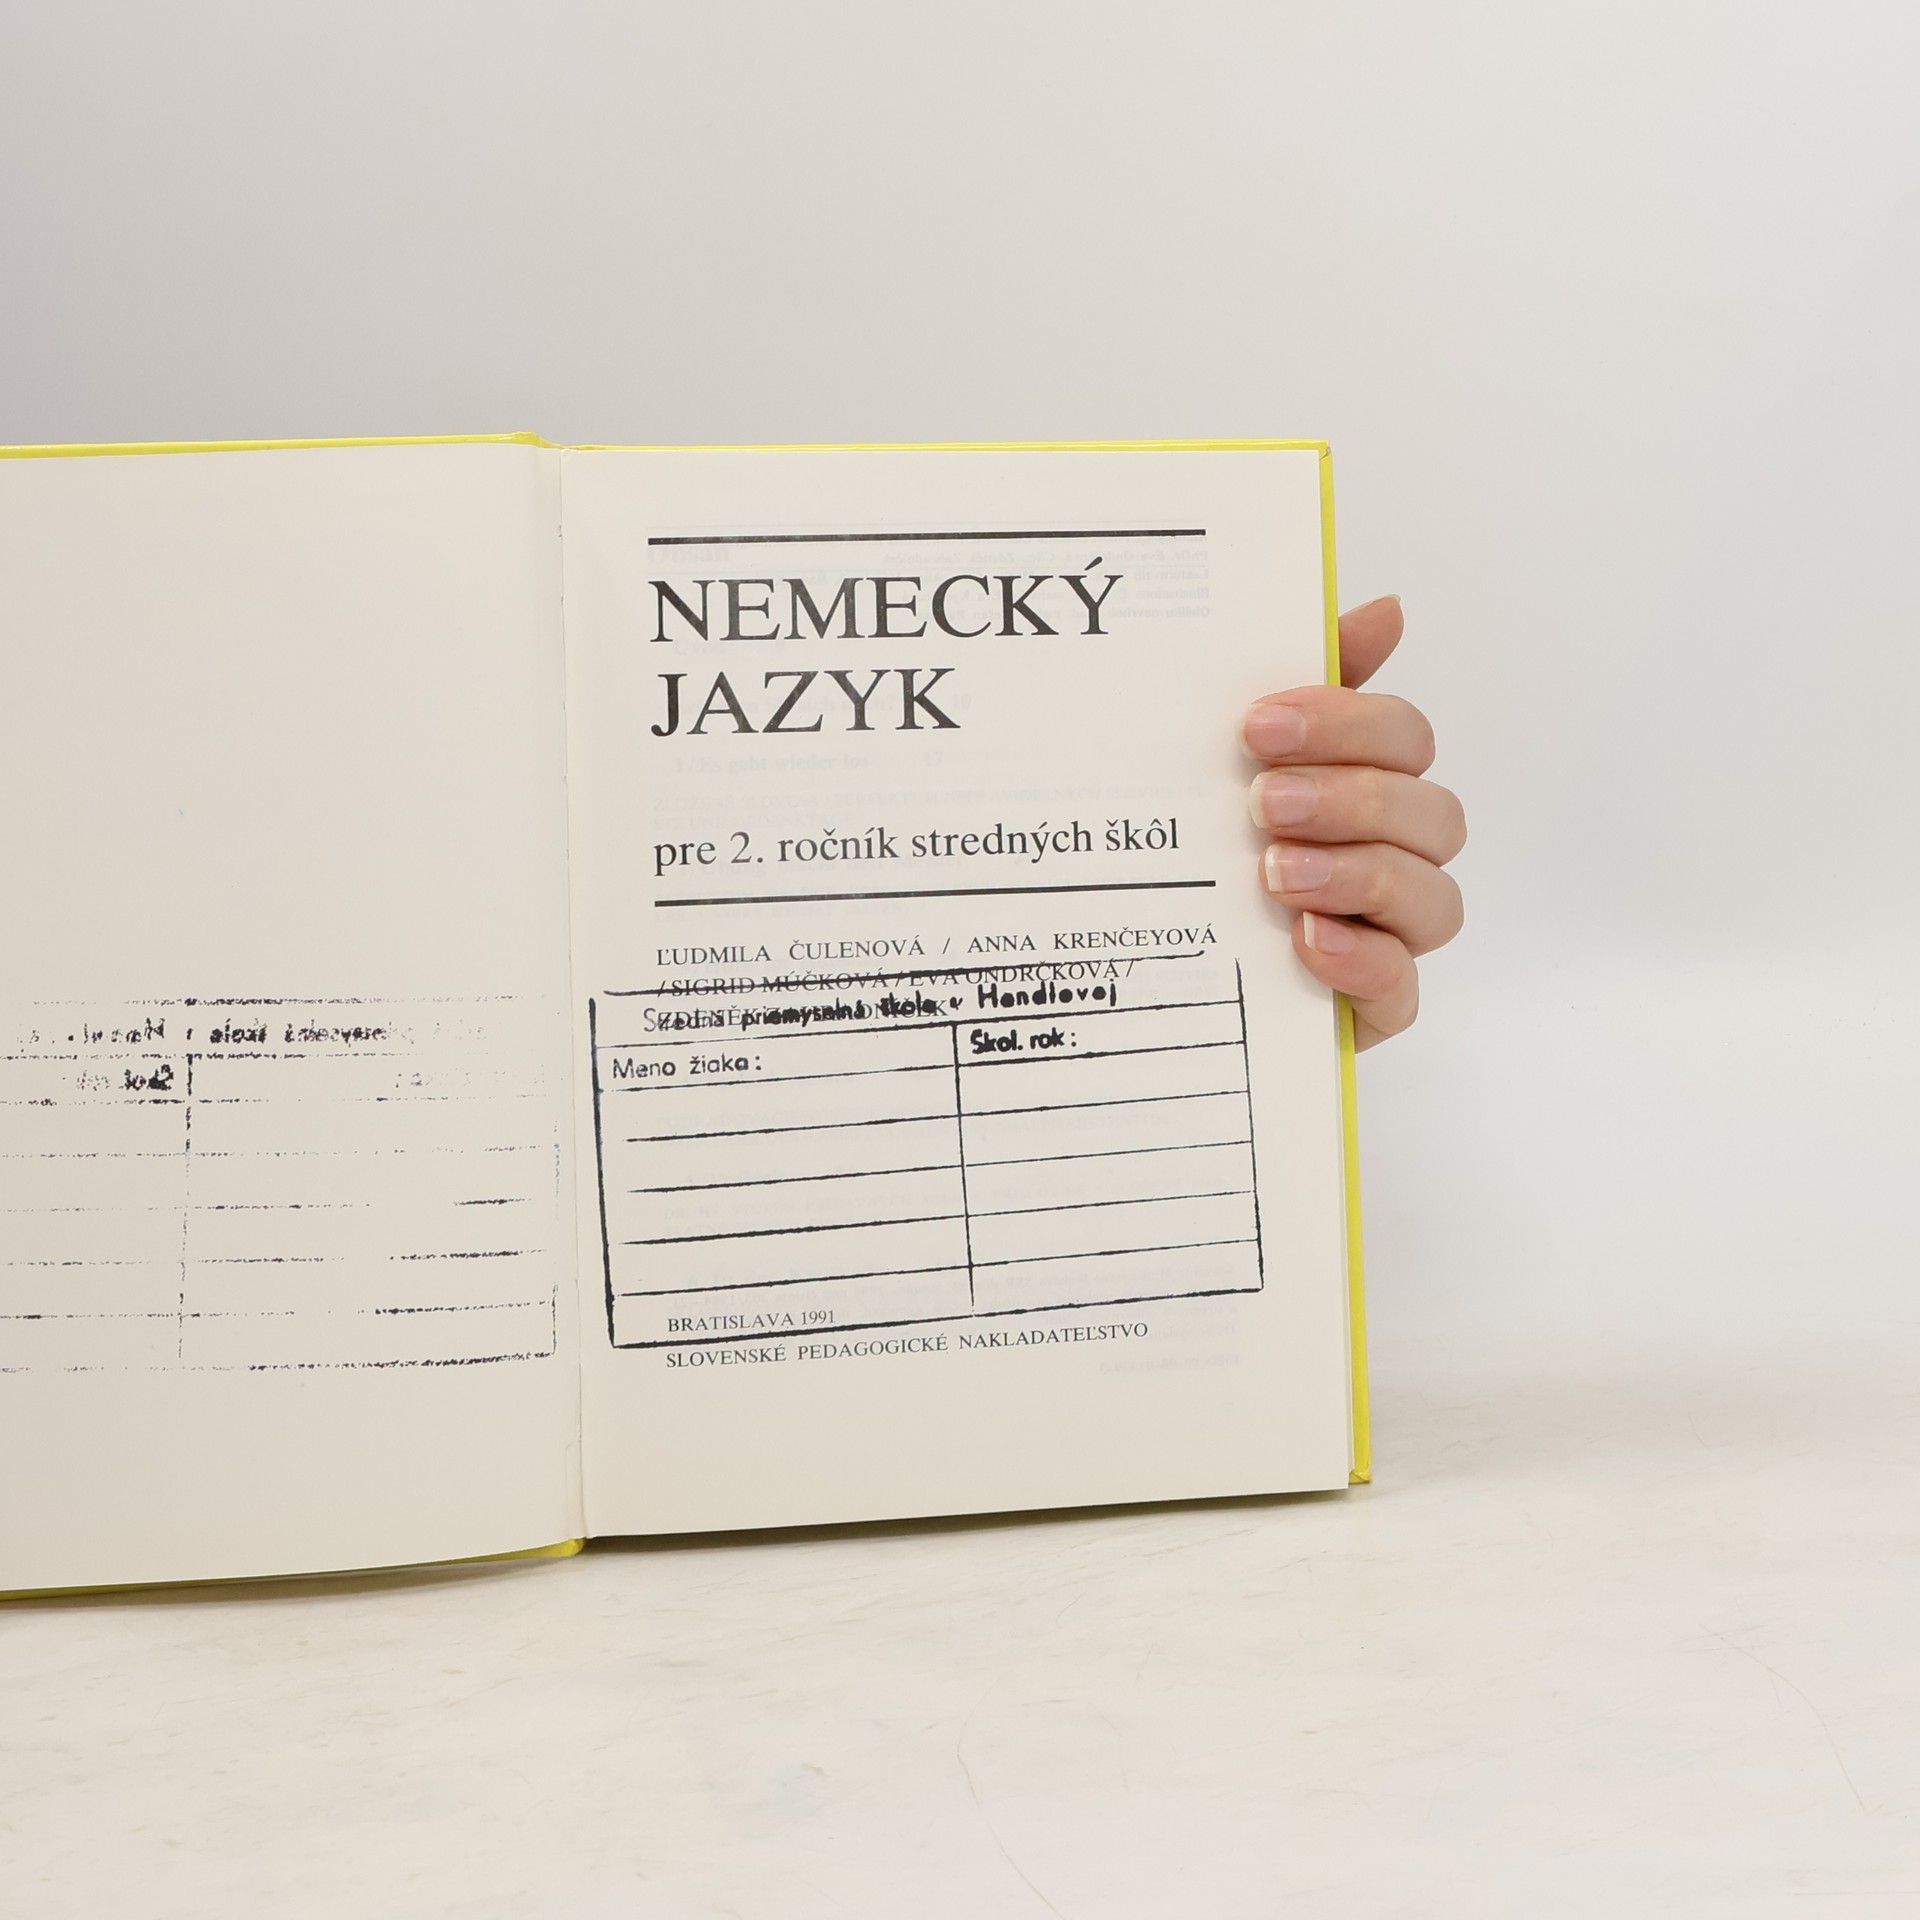 NEMECKÝ
JAZYK
pre 2. ročník stredných škôl
ĽUDMILA ČULENOVÁ / ANNA KRENČEYOVÁ
/ SIGRID MÚČKOVÁ / EVA ONDRČKOVÁ /
ZDENĚK
Stredná priemyselná škola v Handlovej
Meno žiaka:
Škol. rok:
BRATISLAVA 1991
SLOVENSKÉ PEDAGOGICKÉ NAKLADATEĽSTVO